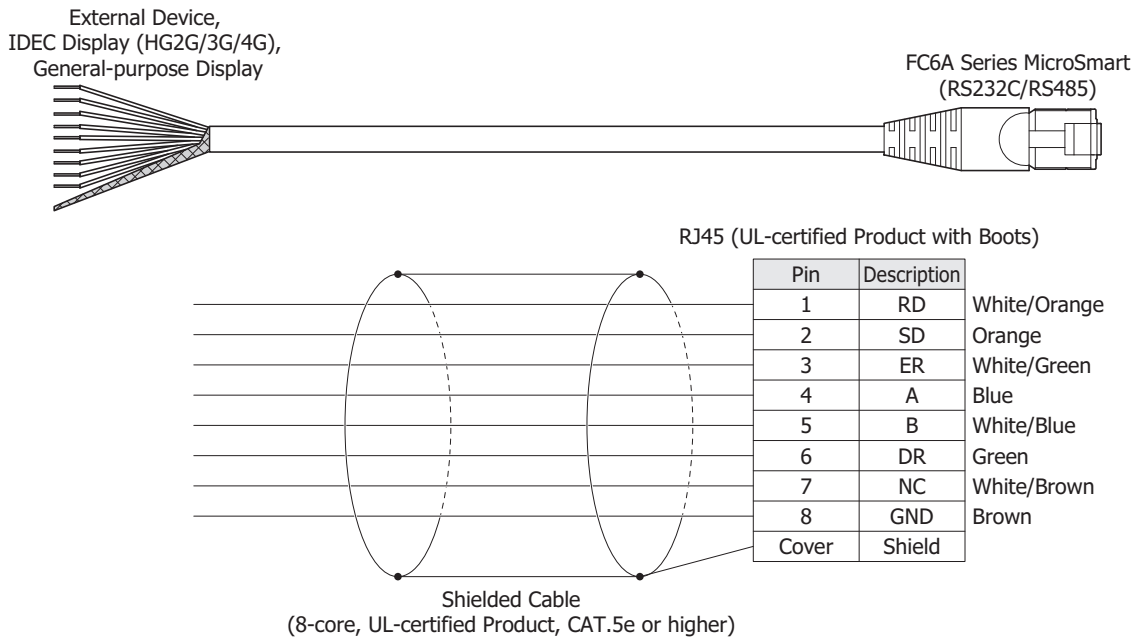 External Device,
IDEC Display (HG2G/3G/4G),
General-purpose Display
FC6A Series MicroSmart
(RS232C/RS485)
RJ45 (UL-certified Product with Boots)
Pin Description
1 RD White/Orange
2 SD Orange
3 ER White/Green
4 A Blue
5 B White/Blue
6 DR Green
7 NC White/Brown
8 GND Brown
Cover Shield
Shielded Cable
(8-core, UL-certified Product, CAT.5e or higher)